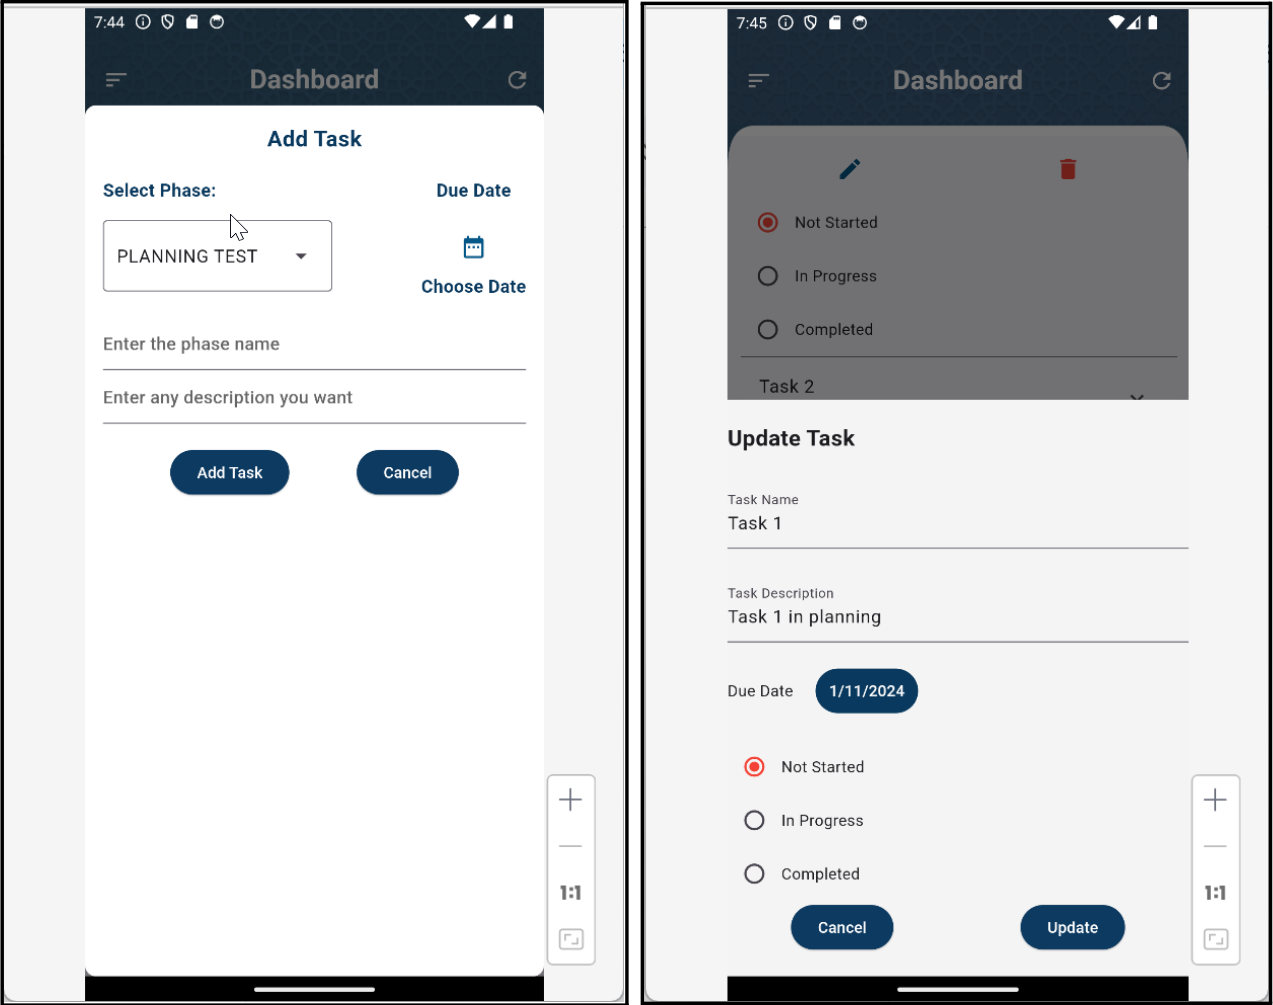 7:44
Dashboard
Add Task
Select Phase:
Due Date
PLANNING TEST
Choose Date
Enter the phase name
Enter any description you want
Add Task
Cancel
1:1
7:45
Dashboard
Not Started
In Progress
Completed
Task 2
Update Task
Task Name
Task 1
Task Description
Task 1 in planning
Due Date
1/11/2024
Not Started
In Progress
Completed
Cancel
Update
1:1